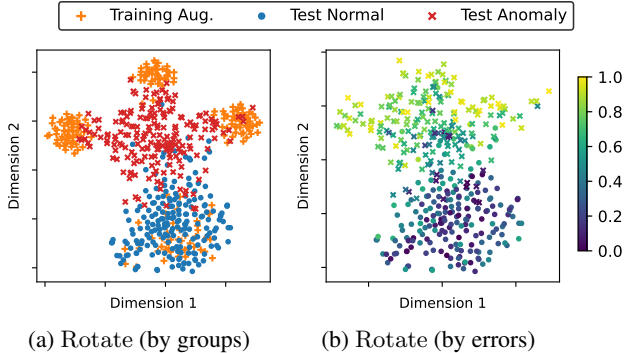 Training Aug. Test Normal Test Anomaly
Dimension 2
Dimension 1
Dimension 2
Dimension 1
1.0
0.8
0.6
0.4
0.2
0.0
(a) Rotate (by groups)
(b) Rotate (by errors)